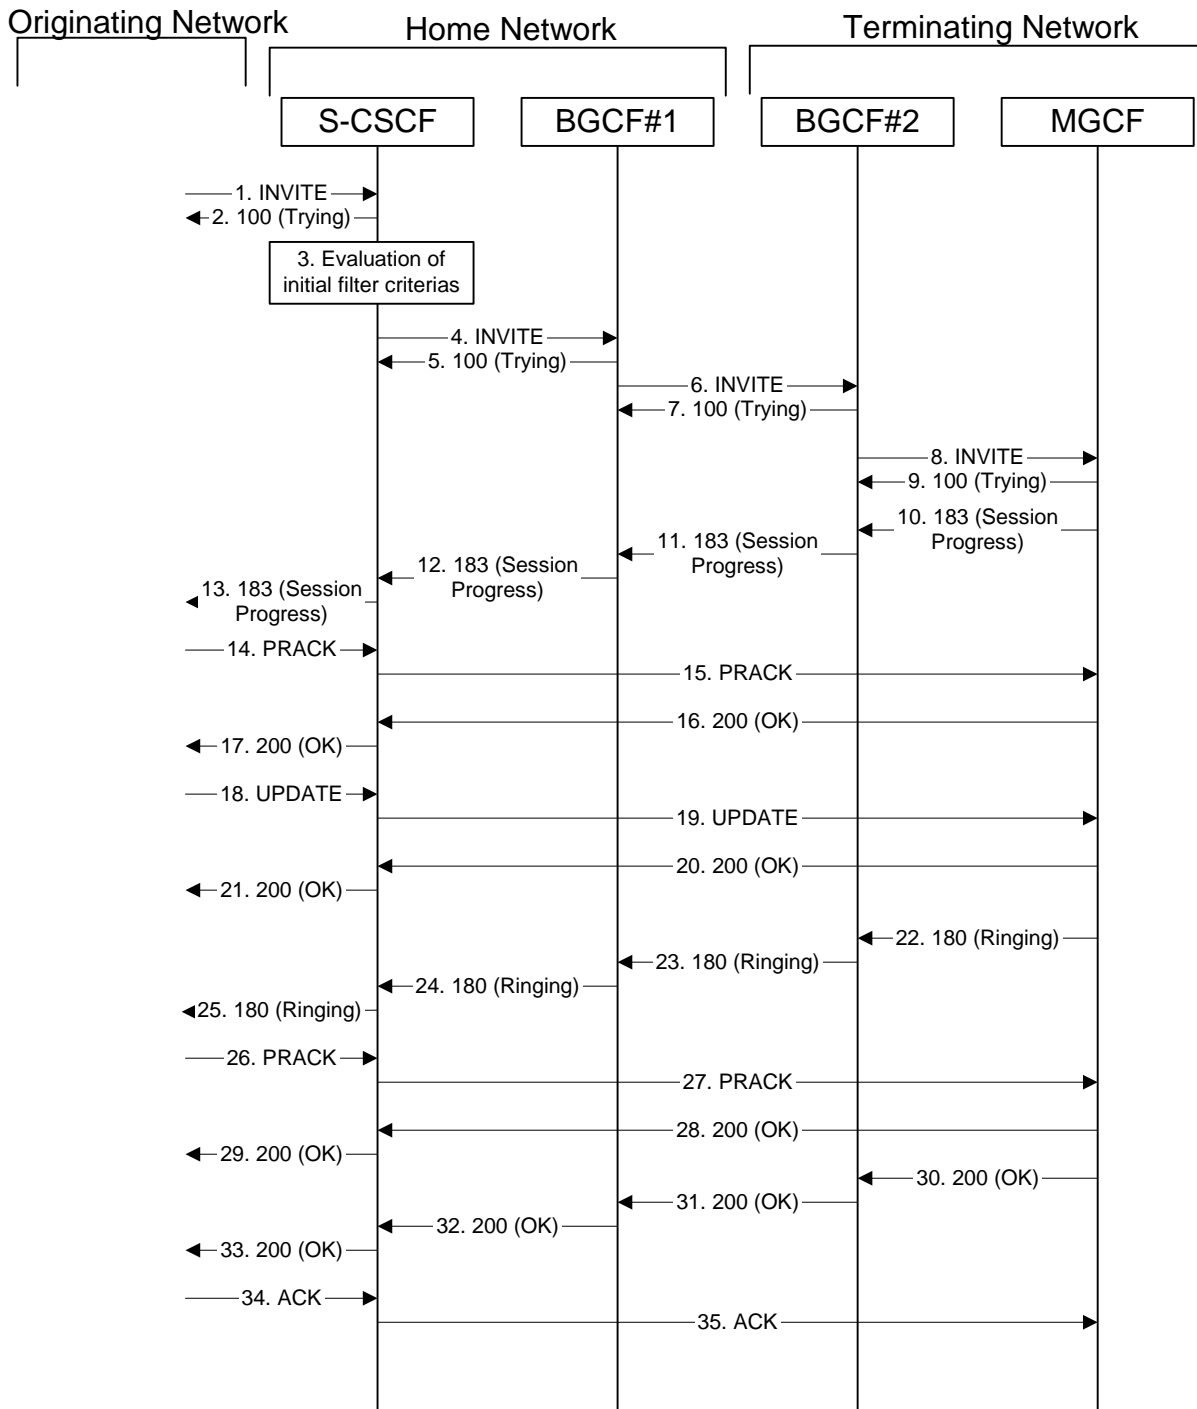 Originating Network
Home Network
Terminating Network
S-CSCF
BGCF#1
BGCF#2
MGCF
1. INVITE
2. 100 (Trying)
3. Evaluation of
initial filter criterias
4. INVITE
5. 100 (Trying)
6. INVITE
7. 100 (Trying)
8. INVITE
9. 100 (Trying)
10. 183 (Session
Progress)
11. 183 (Session
Progress)
12. 183 (Session
Progress)
13. 183 (Session
Progress)
14. PRACK
15. PRACK
16. 200 (OK)
17. 200 (OK)
18. UPDATE
19. UPDATE
20. 200 (OK)
21. 200 (OK)
22. 180 (Ringing)
23. 180 (Ringing)
24. 180 (Ringing)
25. 180 (Ringing)
26. PRACK
27. PRACK
28. 200 (OK)
29. 200 (OK)
30. 200 (OK)
31. 200 (OK)
32. 200 (OK)
33. 200 (OK)
34. ACK
35. ACK